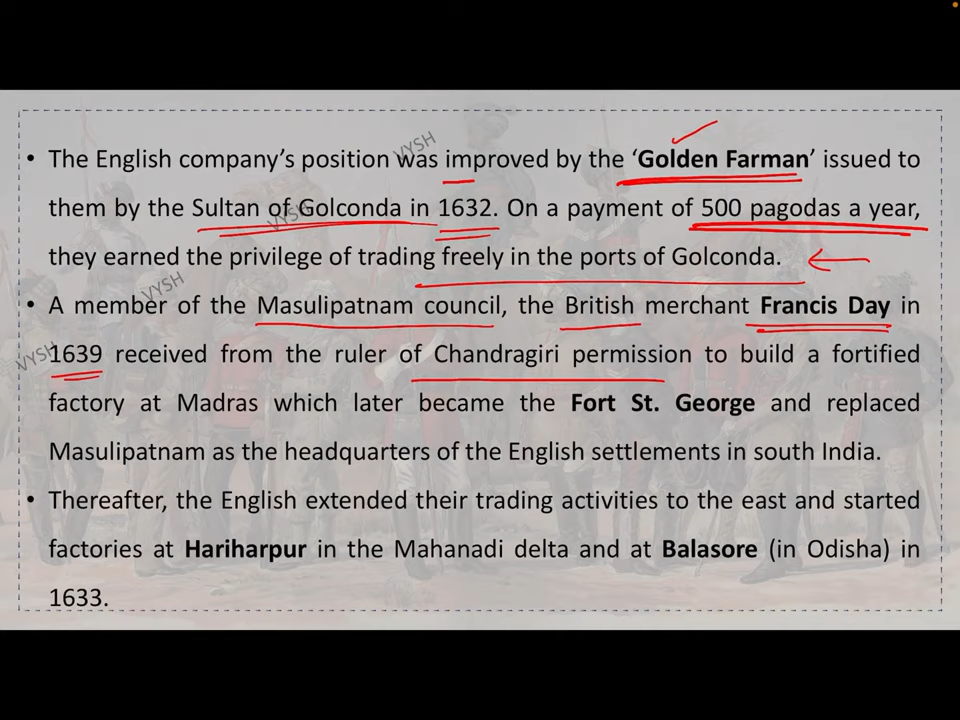 • The English company's position was improved by the ‘Golden Farman’ issued to
them by the Sultan of Golconda in 1632. On a payment of 500 pagodas a year,
they earned the privilege of trading freely in the ports of Golconda.
• A member of the Masulipatnam council, the British merchant Francis Day in
1639 received from the ruler of Chandragiri permission to build a fortified
factory at Madras which later became the Fort St. George and replaced
Masulipatnam as the headquarters of the English settlements in south India.
• Thereafter, the English extended their trading activities to the east and started
factories at Hariharpur in the Mahanadi delta and at Balasore (in Odisha) in
1633.
VYSH
VYSH
VYSH
VYSH